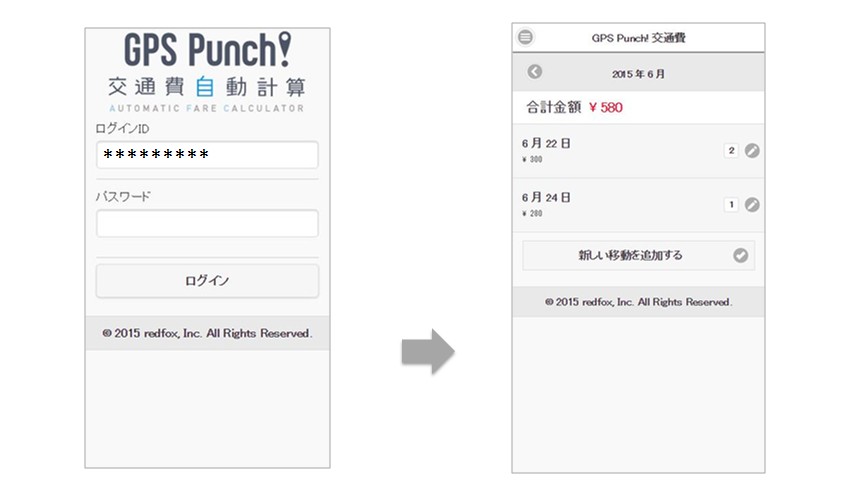 GPS Punch!
交通費自動計算
AUTOMATIC FARE CALCULATOR
ログインID
*********
パスワード
ログイン
© 2015 redfox, Inc. All Rights Reserved.
GPS Punch! 交通費
2015 年 6 月
合計金額 ¥ 580
6 月 22 日
2
¥ 300
6 月 24 日
1
¥ 280
新しい移動を追加する
© 2015 redfox, Inc. All Rights Reserved.